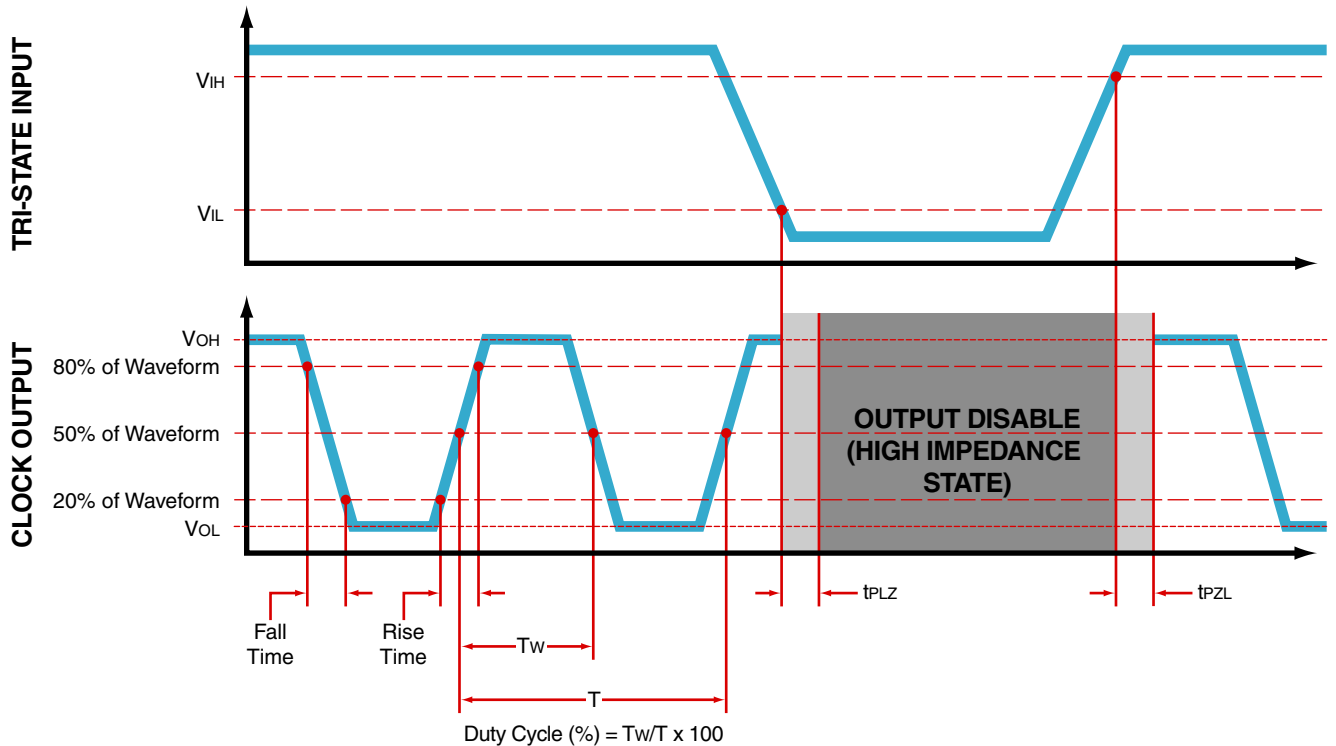 TRI-STATE INPUT
VIH
VIL
CLOCK OUTPUT
VOH
80% of Waveform
50% of Waveform
20% of Waveform
VOL
OUTPUT DISABLE
(HIGH IMPEDANCE
STATE)
tPLZ
tPZL
Fall
Time
Rise
Time
TW
T
Duty Cycle (%) = TW/T x 100